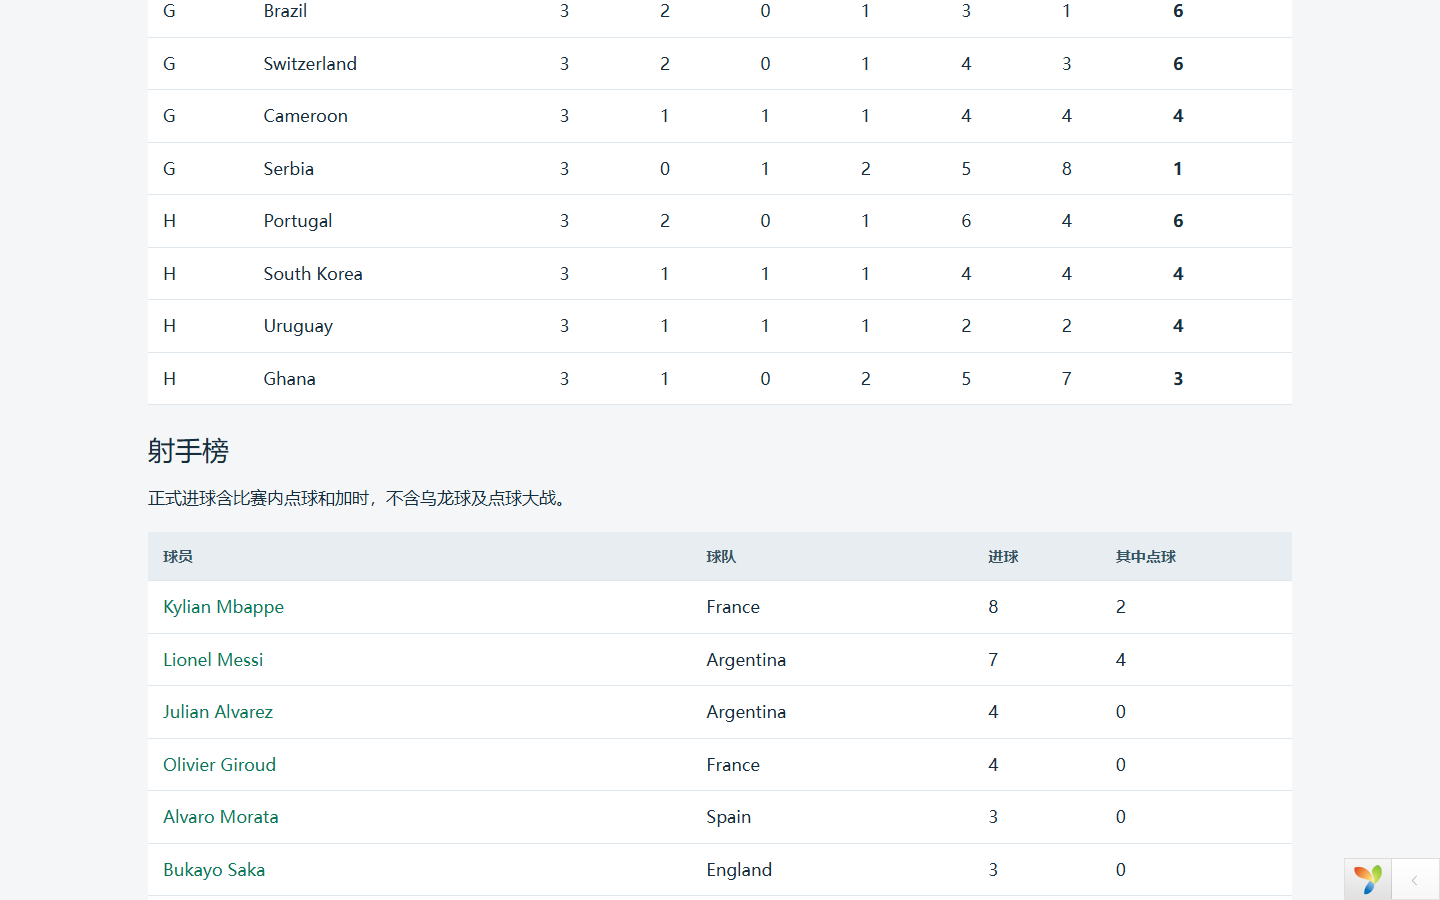 G Brazil 3 2 0 1 3 1 6
G Switzerland 3 2 0 1 4 3 6
G Cameroon 3 1 1 1 4 4 4
G Serbia 3 0 1 2 5 8 1
H Portugal 3 2 0 1 6 4 6
H South Korea 3 1 1 1 4 4 4
H Uruguay 3 1 1 1 2 2 4
H Ghana 3 1 0 2 5 7 3
射手榜
正式进球含比赛内点球和加时，不含乌龙球及点球大战。
球员 球队 进球 其中点球
Kylian Mbappe France 8 2
Lionel Messi Argentina 7 4
Julian Alvarez Argentina 4 0
Olivier Giroud France 4 0
Alvaro Morata Spain 3 0
Bukayo Saka England 3 0